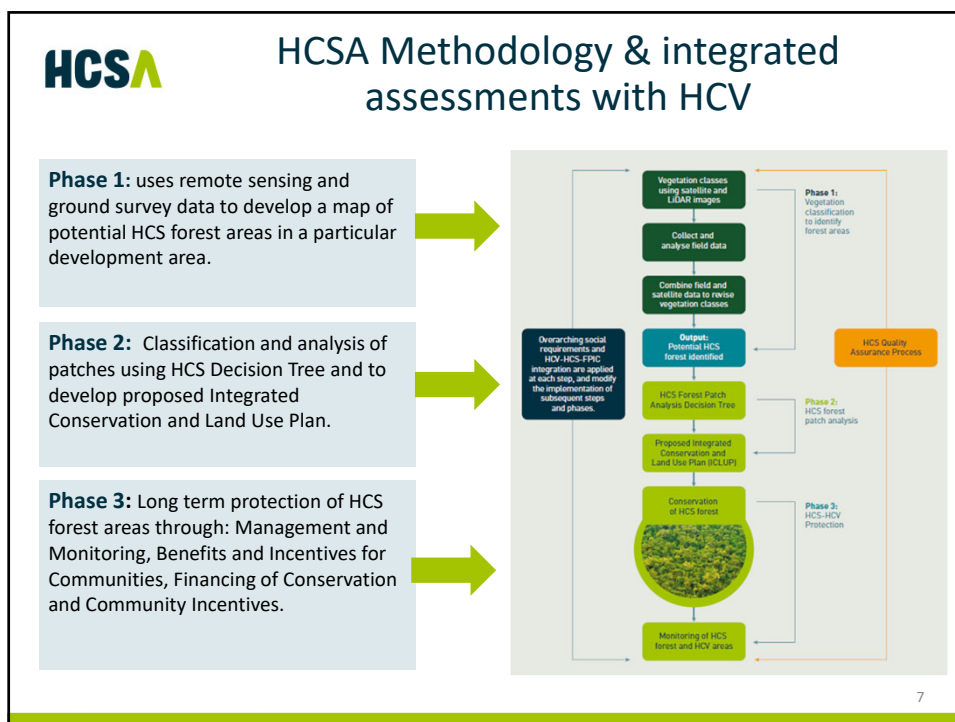 HCSA
HCSA Methodology & integrated
assessments with HCV
Phase 1: uses remote sensing and
ground survey data to develop a map of
potential HCS forest areas in a particular
development area.
Phase 2: Classification and analysis of
patches using HCS Decision Tree and to
develop proposed Integrated
Conservation and Land Use Plan.
Phase 3: Long term protection of HCS
forest areas through: Management and
Monitoring, Benefits and Incentives for
Communities, Financing of Conservation
and Community Incentives.
Overarching social
requirements and
HCV-HCS-FPIC
integration are applied
at each step, and modify
the implementation of
subsequent steps
and phases.
Vegetation classes
using satellite and
LiDAR images
Collect and
analyse field data
Combine field and
satellite data to revise
vegetation classes
Output:
Potential HCS
forest identified
HCS Forest Patch
Analysis Decision Tree
Proposed Integrated
Conservation and
Land Use Plan (ICLUP)
Conservation
of HCS forest
Monitoring of HCS
forest and HCV areas
Phase 1:
Vegetation
classification
to identify
forest areas
Phase 2:
HCS forest
patch analysis
Phase 3:
HCS-HCV
Protection
HCS Quality
Assurance Process
7